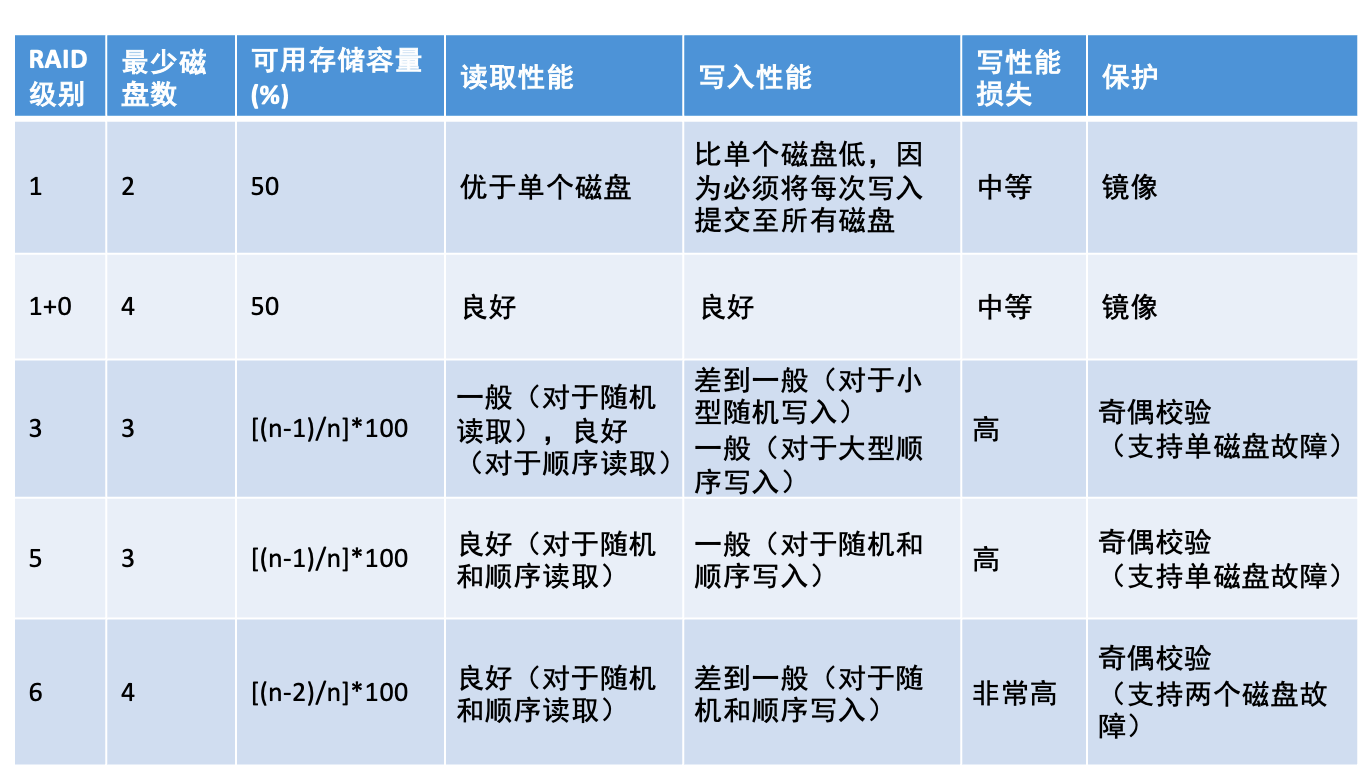 RAID
级别
最少磁
盘数
可用存储容量
(%)
读取性能
写入性能
写性能
损失
保护
1
2
50
优于单个磁盘
比单个磁盘低，因
为必须将每次写入
提交至所有磁盘
中等
镜像
1+0
4
50
良好
良好
中等
镜像
3
3
[(n-1)/n]*100
一般（对于随机
读取），良好
（对于顺序读取）
差到一般（对于小
型随机写入）
一般（对于大型顺
序写入）
高
奇偶校验
（支持单磁盘故障）
5
3
[(n-1)/n]*100
良好（对于随机
和顺序读取）
一般（对于随机和
顺序写入）
高
奇偶校验
（支持单磁盘故障）
6
4
[(n-2)/n]*100
良好（对于随机
和顺序读取）
差到一般（对于随
机和顺序写入）
非常高
奇偶校验
（支持两个磁盘故
障）